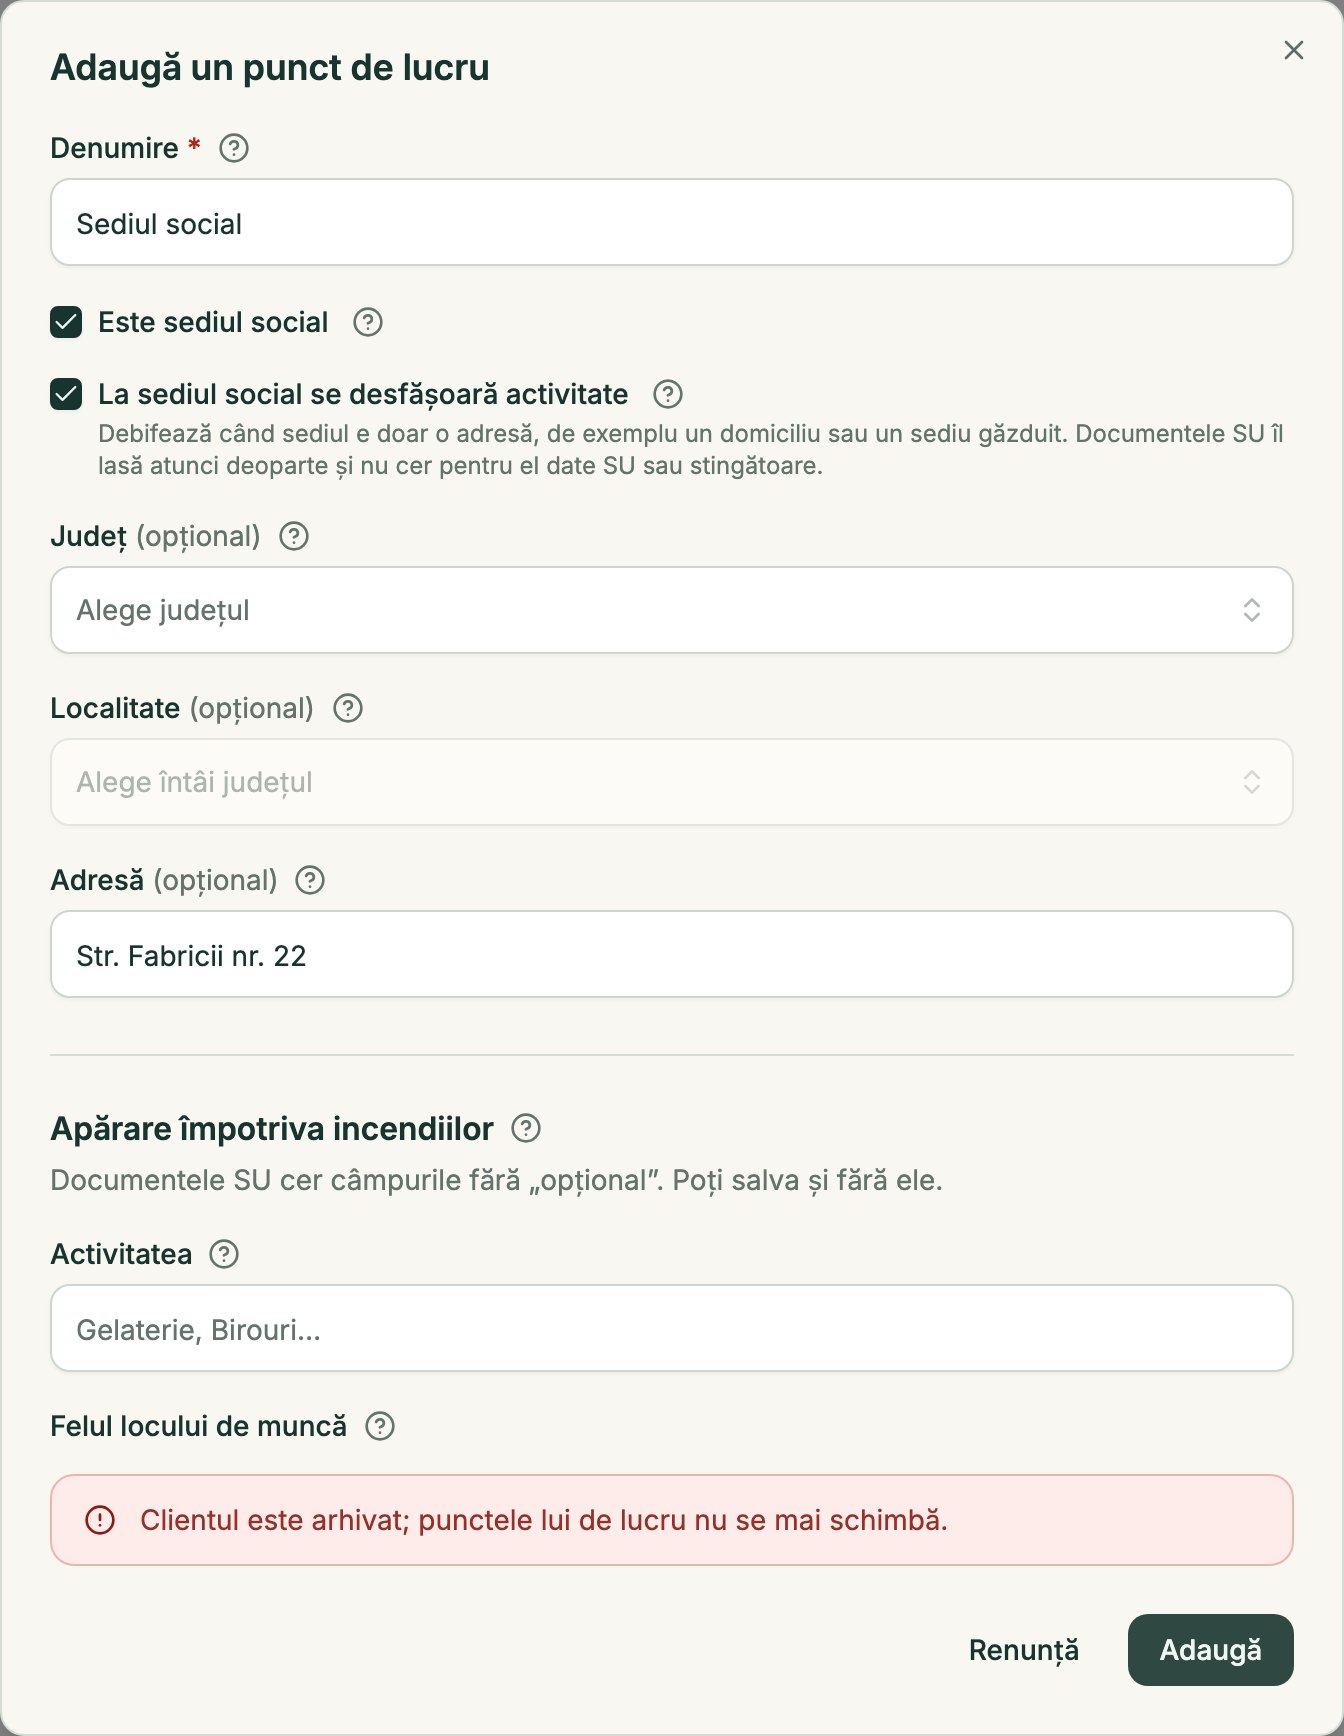 Adaugă un punct de lucru
Denumire *
Sediul social
Este sediul social
La sediul social se desfășoară activitate
Debifează când sediul e doar o adresă, de exemplu un domiciliu sau un sediu găzduit. Documentele SU îl
lasă atunci deoparte și nu cer pentru el date SU sau stingătoare.
Județ (opțional)
Alege județul
Localitate (opțional)
Alege întâi județul
Adresă (opțional)
Str. Fabricii nr. 22
Apărare împotriva incendiilor
Documentele SU cer câmpurile fără „opțional”. Poți salva și fără ele.
Activitatea
Gelaterie, Birouri...
Felul locului de muncă
Clientul este arhivat; punctele lui de lucru nu se mai schimbă.
Renunță
Adaugă